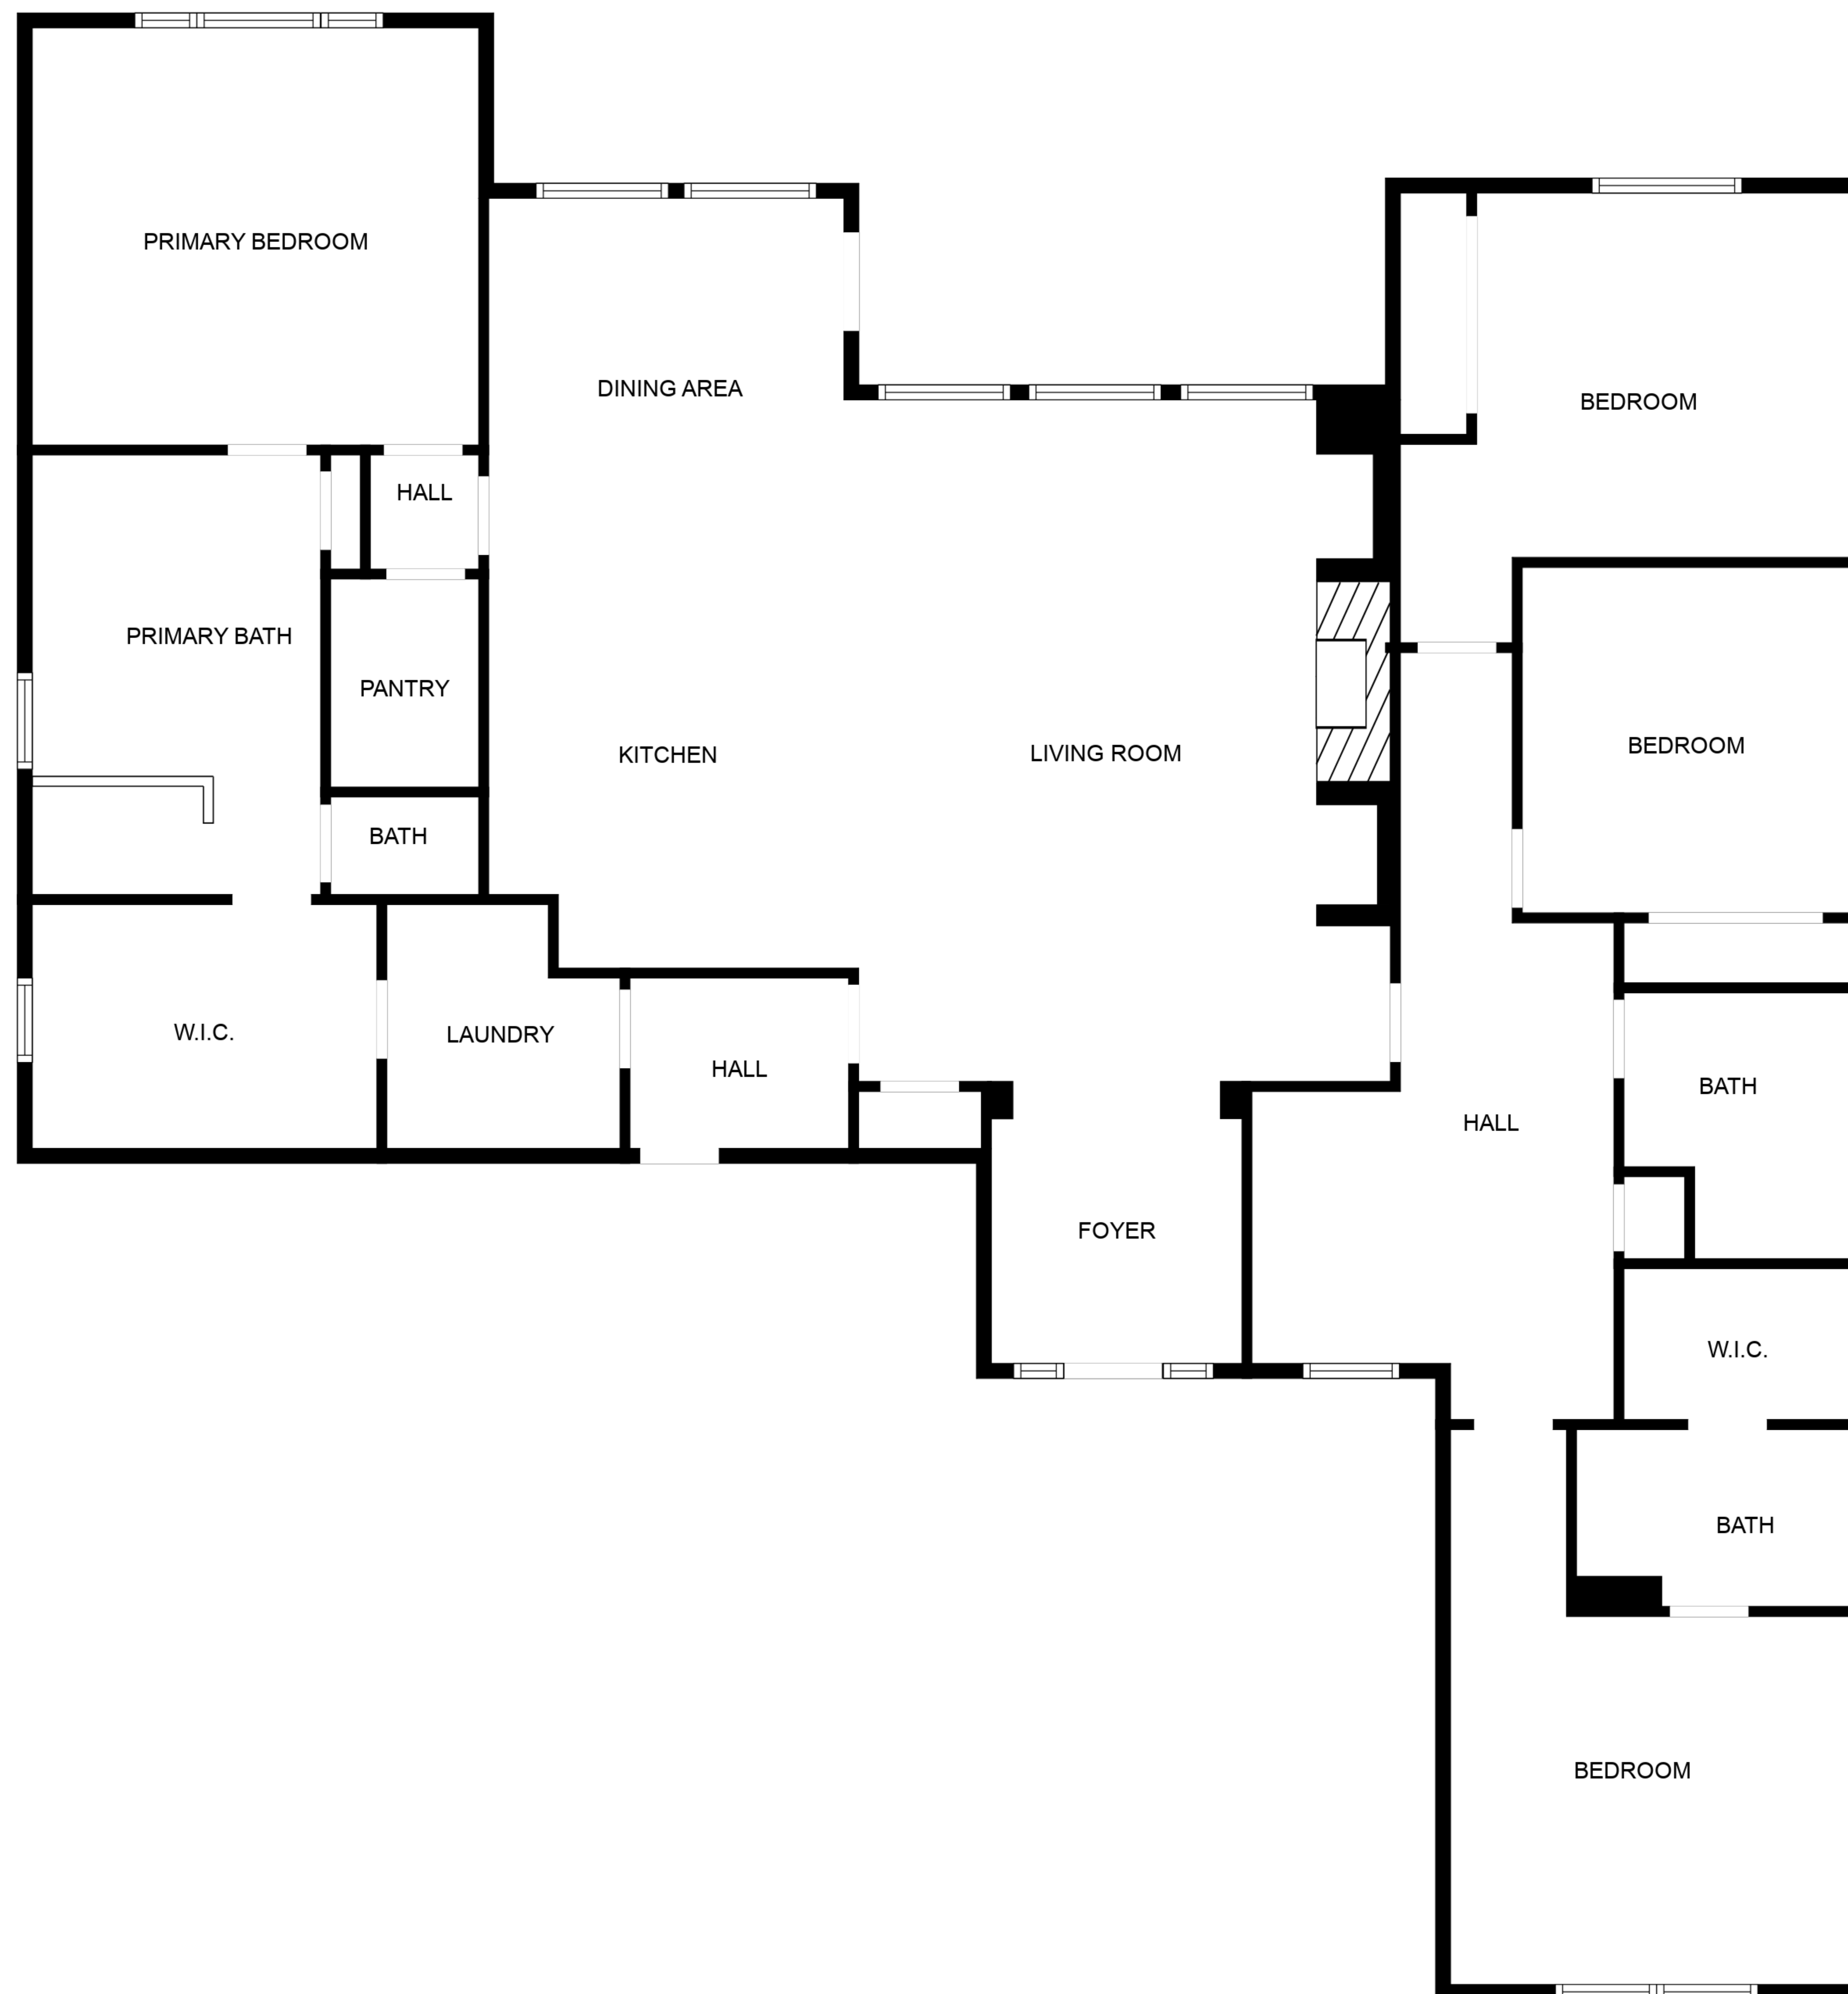 PRIMARY BEDROOM
DINING AREA
BEDROOM
HALL
PRIMARY BATH
PANTRY
KITCHEN
LIVING ROOM
BEDROOM
BATH
W.I.C.
LAUNDRY
HALL
BATH
HALL
FOYER
W.I.C.
BATH
BEDROOM